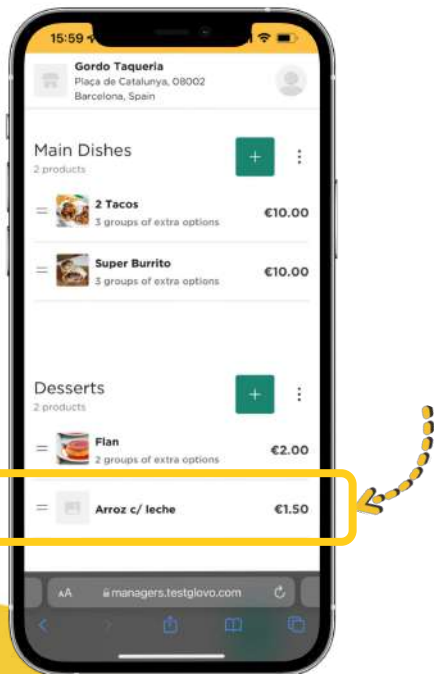 15:59
Gordo Taqueria
Plaça de Catalunya, 08002
Barcelona, Spain
Main Dishes
2 products
+
2 Tacos
3 groups of extra options
€10.00
Super Burrito
3 groups of extra options
€10.00
Desserts
2 products
+
Flan
2 groups of extra options
€2.00
Arroz c/ leche
€1.50
AA
managers.testglovo.com